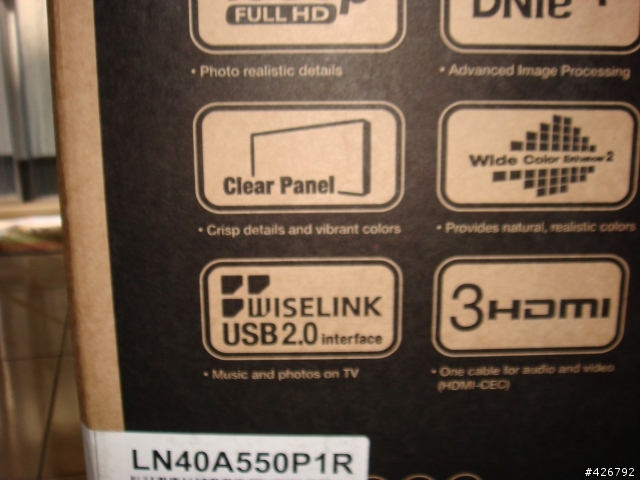 FULL HD
DNIe +
• Photo realistic details
• Advanced Image Processing
Clear Panel
Wide Color Enhancer 2
• Crisp details and vibrant colors
• Provides natural, realistic colors
WISELINK
USB 2.0 interface
3 HDMI
• Music and photos on TV
• One cable for audio and video
(HDMI-CEC)
LN40A550P1R
#426792